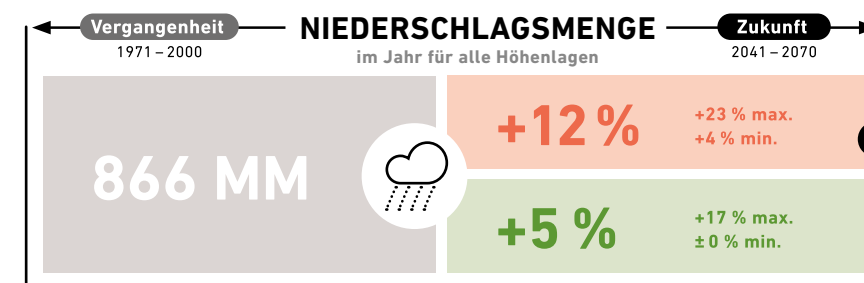 Vergangenheit
1971 – 2000
NIEDERSCHLAGSMENGE
im Jahr für alle Höhenlagen
Zukunft
2041 – 2070
866 MM
+12 %
+23 % max.
+4 % min.
+5 %
+17 % max.
± 0 % min.